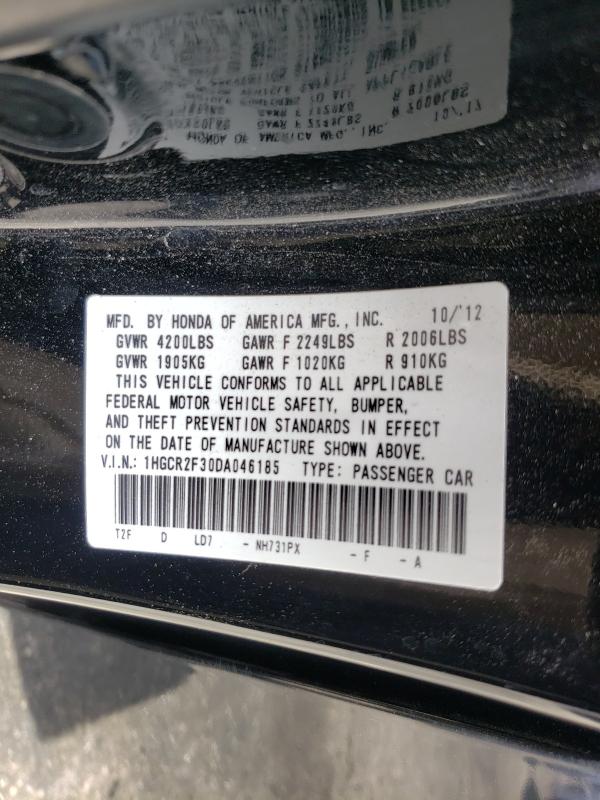 MFD. BY HONDA OF AMERICA MFG., INC. 10/'12
GVWR 4200LBS GAWR F 2249LBS R 2006LBS
GVWR 1905KG GAWR F 1020KG R 910KG
THIS VEHICLE CONFORMS TO ALL APPLICABLE
FEDERAL MOTOR VEHICLE SAFETY, BUMPER,
AND THEFT PREVENTION STANDARDS IN EFFECT
ON THE DATE OF MANUFACTURE SHOWN ABOVE.
V.I.N.: 1HGCR2F30DA046185 TYPE: PASSENGER CAR
T2F D LD7 - NH731PX - F - A